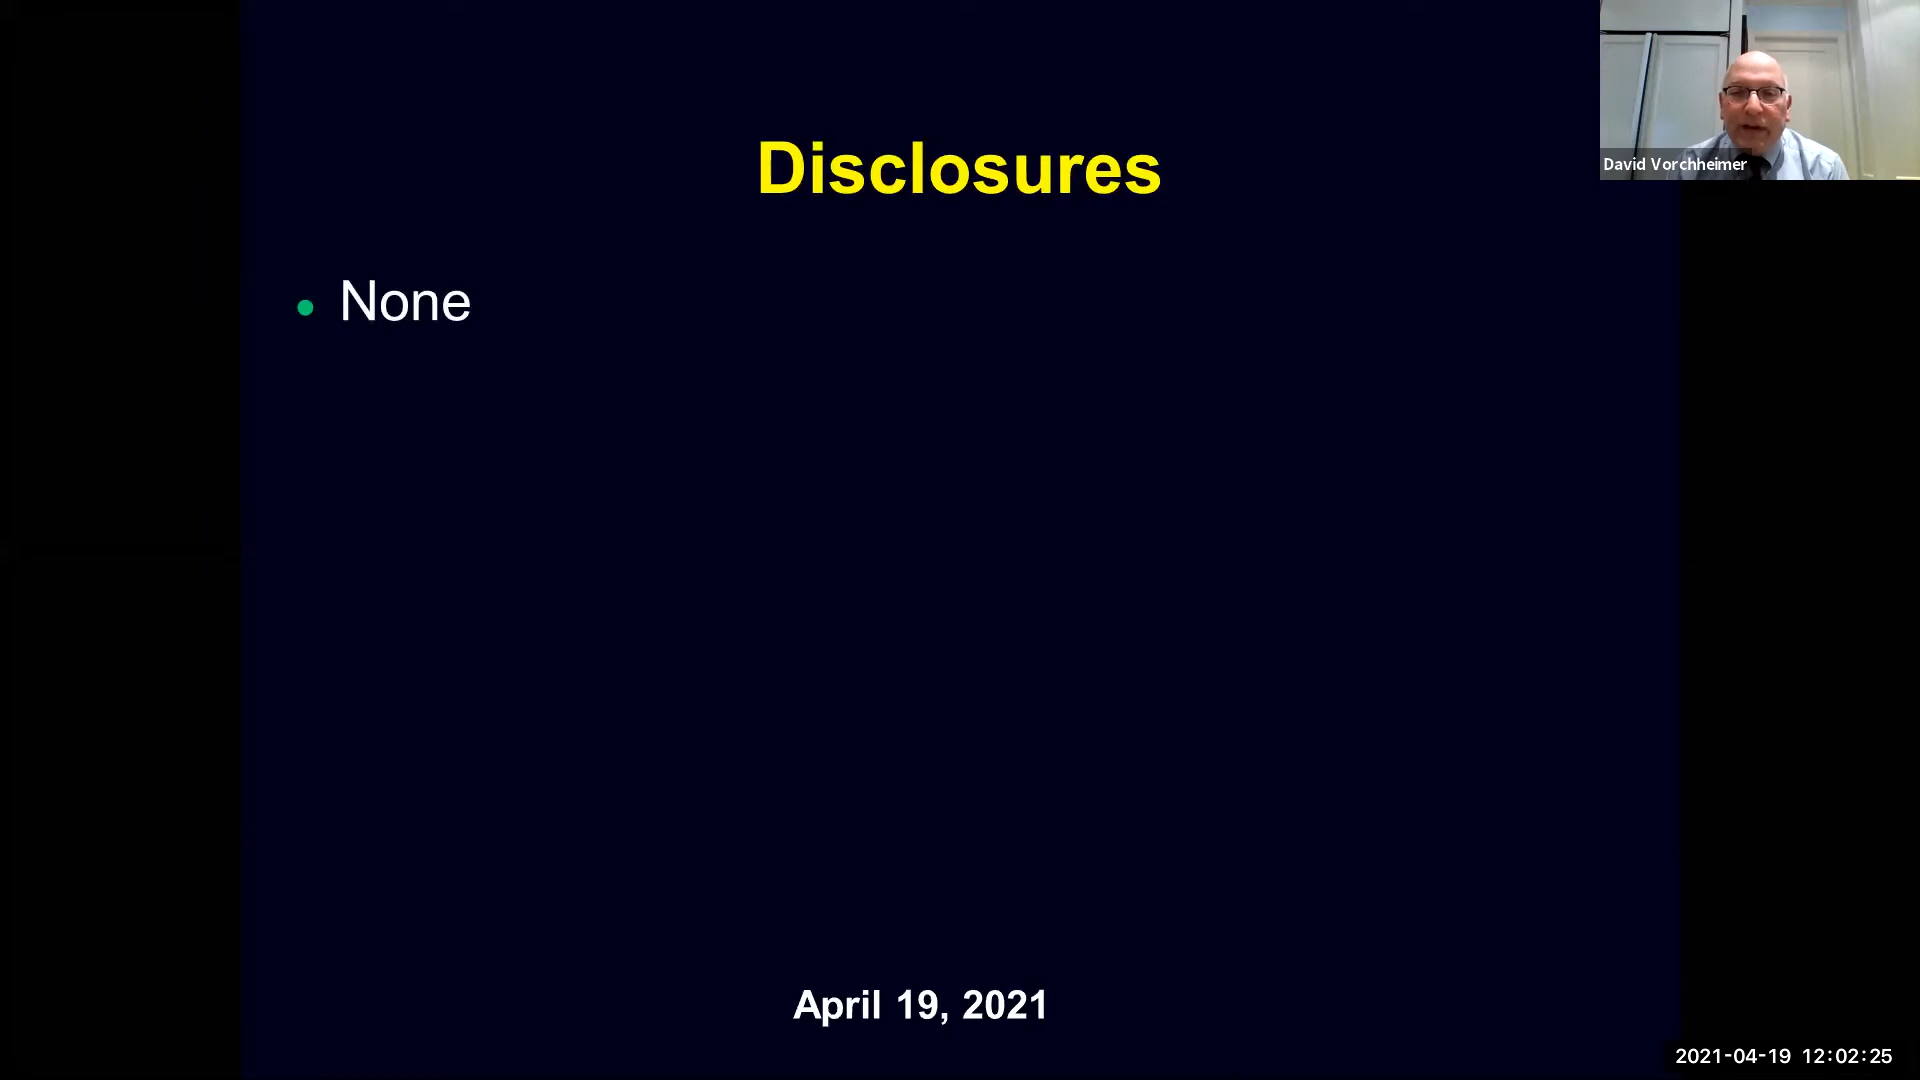 Disclosures
David Vorchheimer
• None
April 19, 2021
2021-04-19 12:02:25